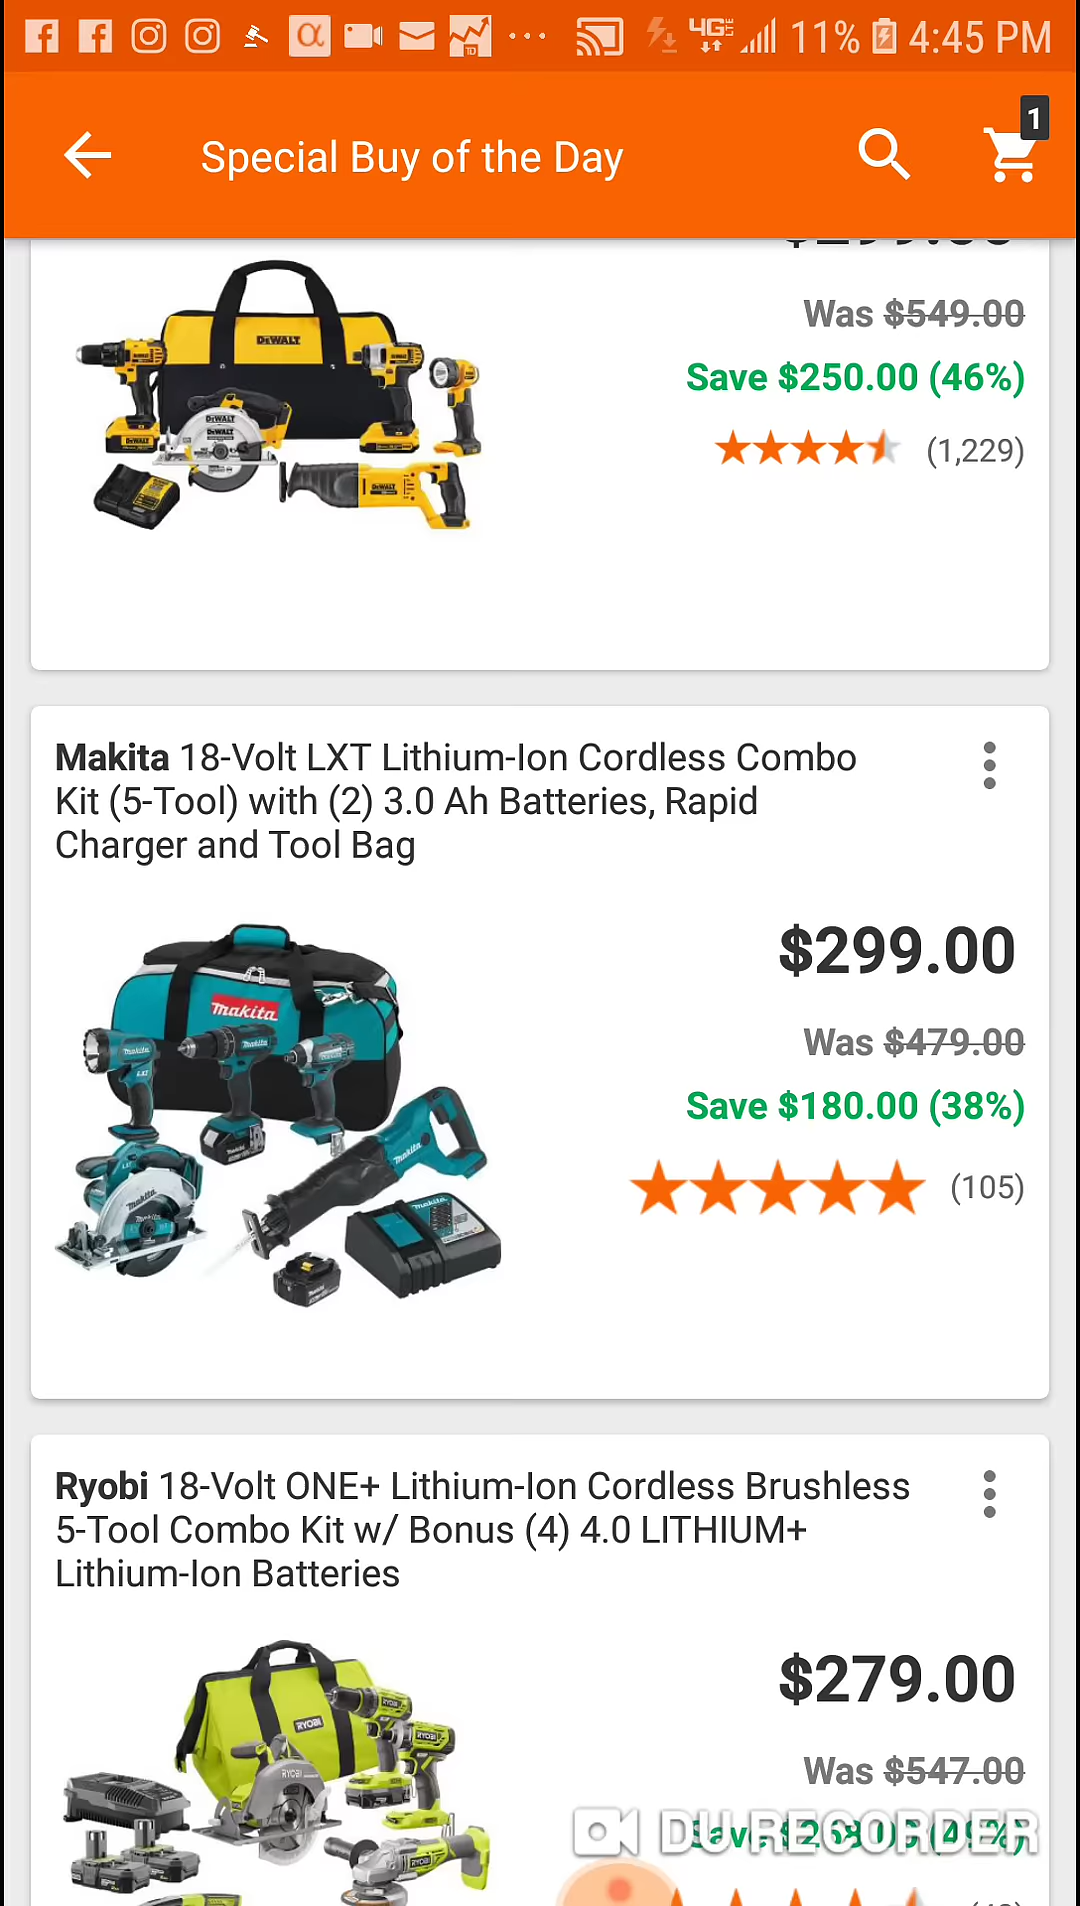 11% 4:45 PM
Special Buy of the Day
1
Was $549.00
Save $250.00 (46%)
(1,229)
DEWALT
Makita 18-Volt LXT Lithium-Ion Cordless Combo
Kit (5-Tool) with (2) 3.0 Ah Batteries, Rapid
Charger and Tool Bag
$299.00
Was $479.00
Save $180.00 (38%)
(105)
makita
Ryobi 18-Volt ONE+ Lithium-Ion Cordless Brushless
5-Tool Combo Kit w/ Bonus (4) 4.0 LITHIUM+
Lithium-Ion Batteries
$279.00
Was $547.00
Save $268.00 (49%)
RYOBI
DU RECORDER